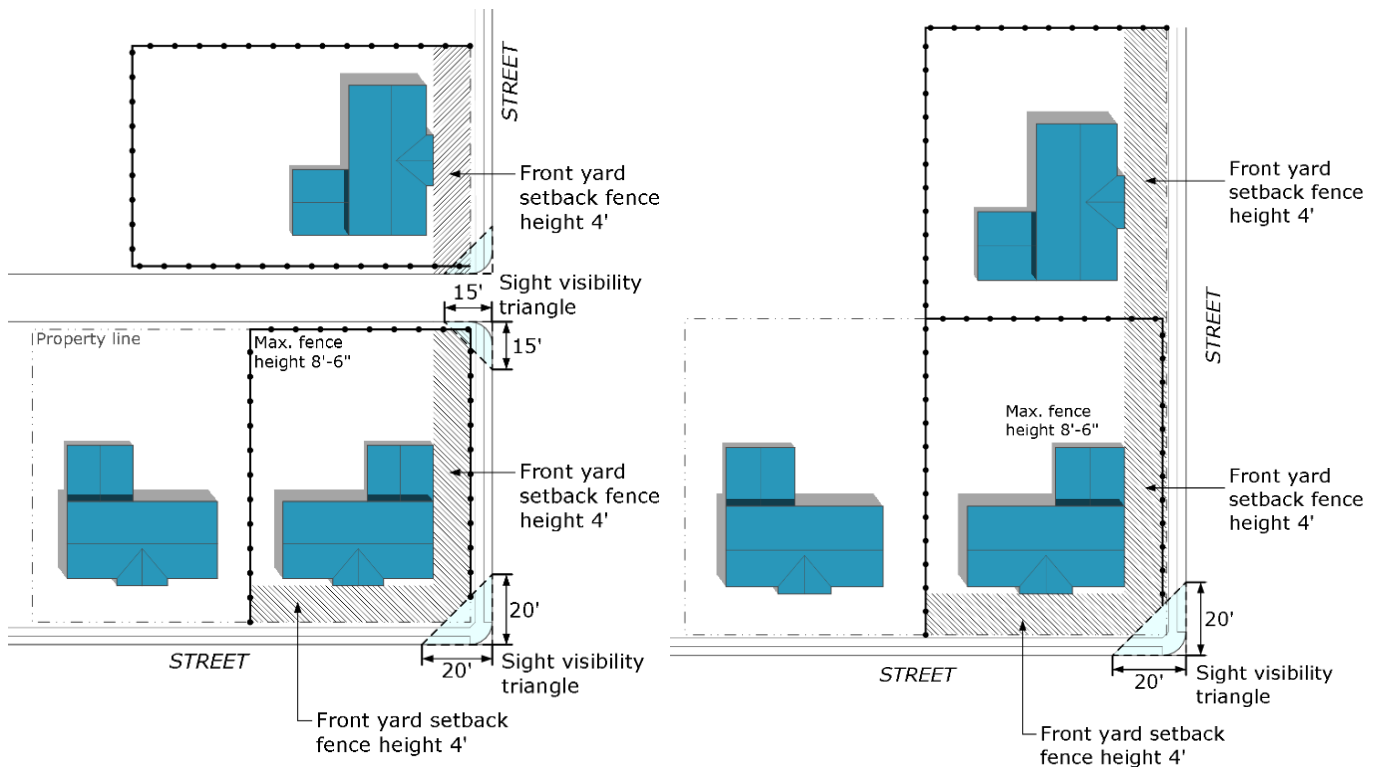 STREET
Front yard
setback fence
height 4'
Sight visibility
triangle
15'
15'
Property line
Max. fence
height 8'-6"
Front yard
setback fence
height 4'
20'
20'
STREET
Sight visibility
triangle
Front yard setback
fence height 4'
Front yard
setback fence
height 4'
STREET
Max. fence
height 8'-6"
Front yard
setback fence
height 4'
20'
20'
STREET
Sight visibility
triangle
Front yard setback
fence height 4'